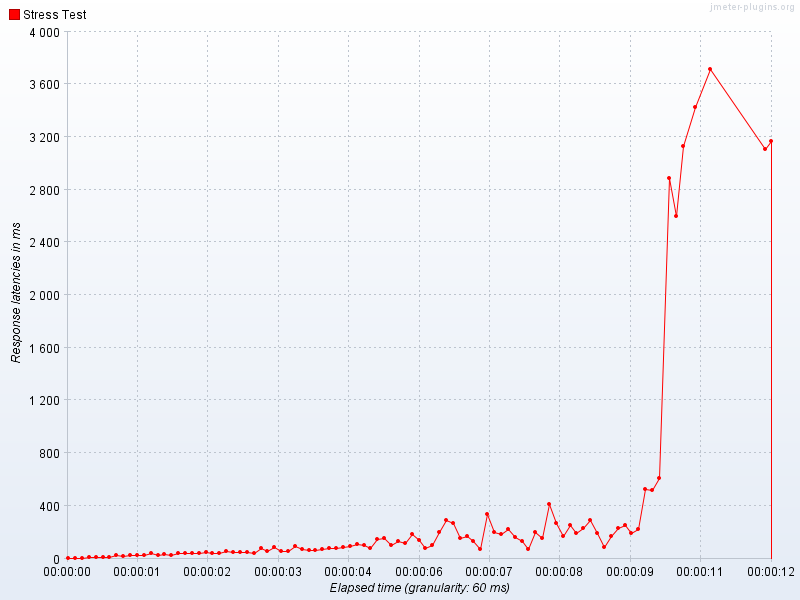 jmeter-plugins.org
Stress Test
4 000
3 600
3 200
2 800
2 400
2 000
1 600
1 200
800
400
0
Response latencies in ms
00:00:00 00:00:01 00:00:02 00:00:03 00:00:04 00:00:06 00:00:07 00:00:08 00:00:09 00:00:11 00:00:12
Elapsed time (granularity: 60 ms)